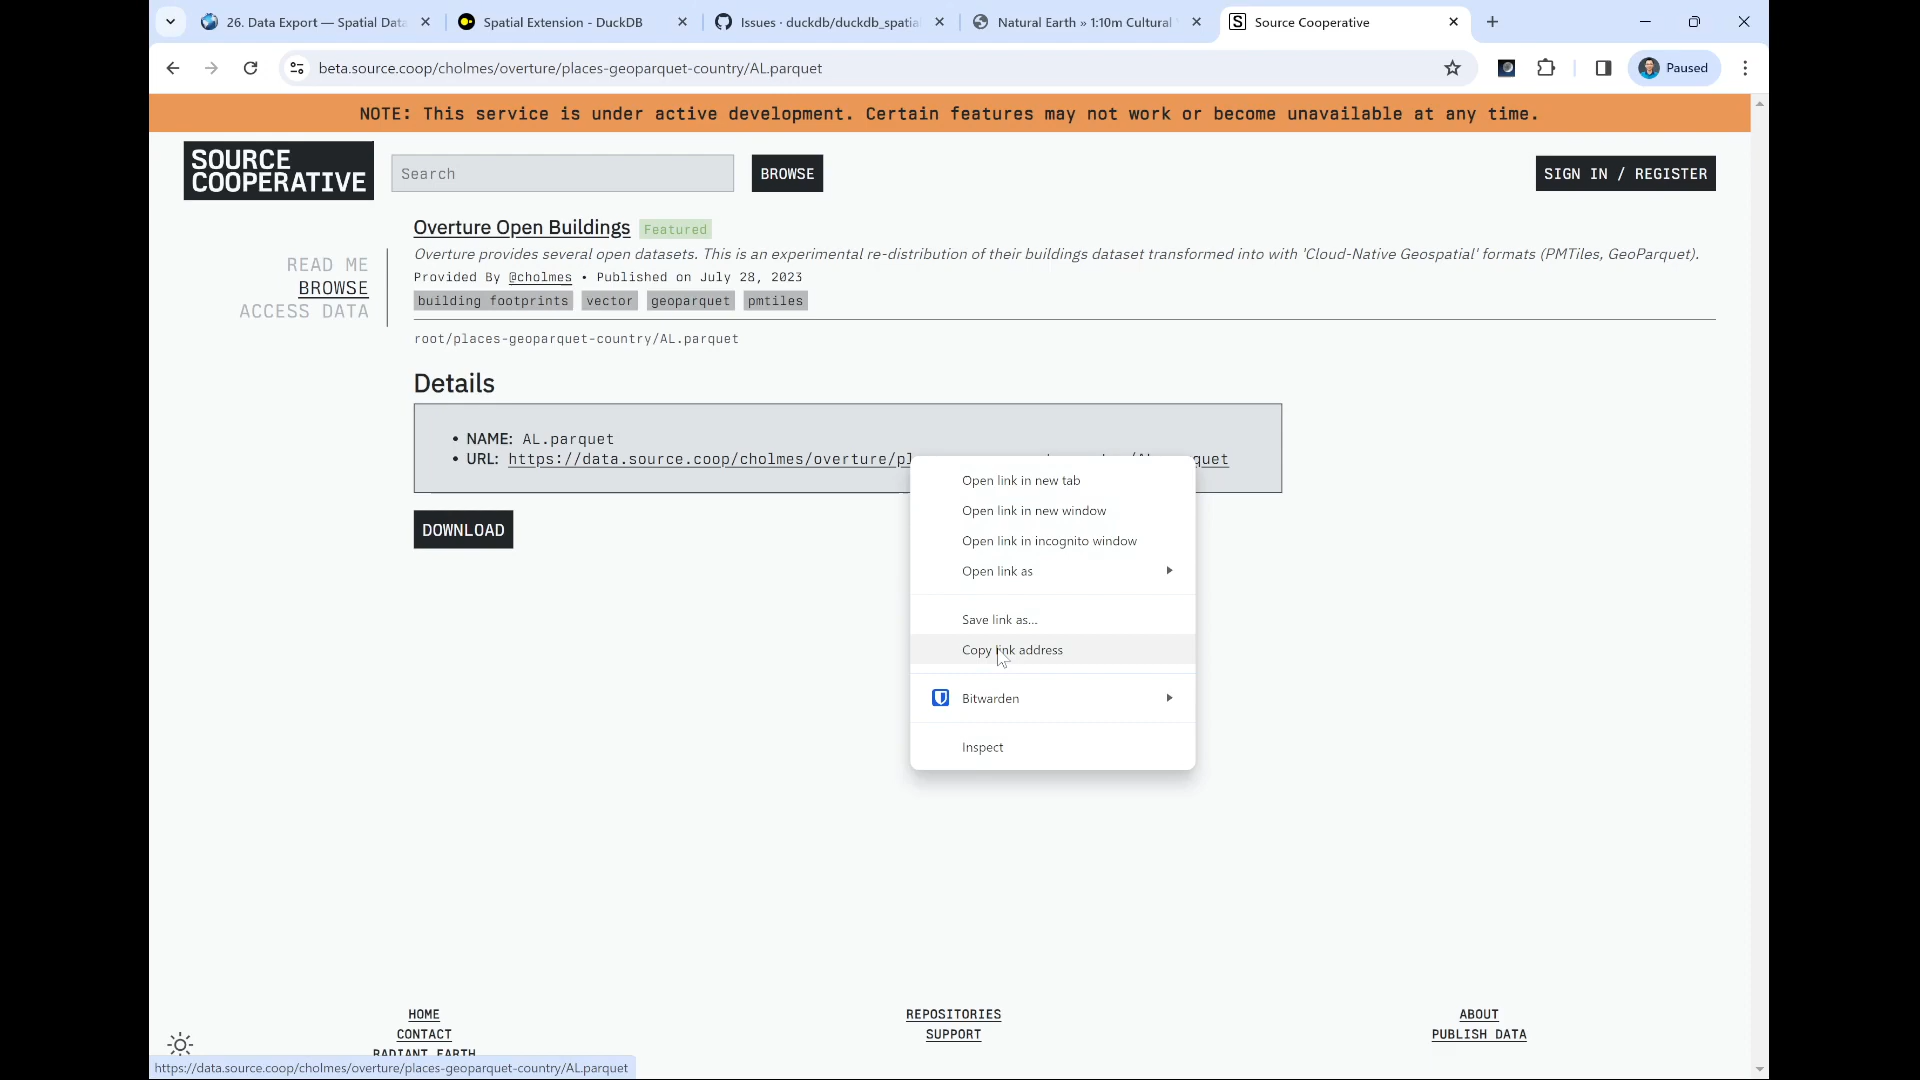 26. Data Export — Spatial Data
Spatial Extension - DuckDB
Issues · duckdb/duckdb_spatial
Natural Earth » 1:10m Cultural
Source Cooperative
beta.source.coop/cholmes/overture/places-geoparquet-country/AL.parquet
Paused
NOTE: This service is under active development. Certain features may not work or become unavailable at any time.
SOURCE
COOPERATIVE
Search
BROWSE
SIGN IN / REGISTER
Overture Open Buildings Featured
Overture provides several open datasets. This is an experimental re-distribution of their buildings dataset transformed into with 'Cloud-Native Geospatial' formats (PMTiles, GeoParquet).
Provided By @cholmes • Published on July 28, 2023
building footprints vector geoparquet pmtiles
READ ME
BROWSE
ACCESS DATA
root/places-geoparquet-country/AL.parquet
Details
• NAME: AL.parquet
• URL: https://data.source.coop/cholmes/overture/pl quet
DOWNLOAD
Open link in new tab
Open link in new window
Open link in incognito window
Open link as
Save link as...
Copy link address
Bitwarden
Inspect
HOME
CONTACT
RADIANT EARTH
REPOSITORIES
SUPPORT
ABOUT
PUBLISH DATA
https://data.source.coop/cholmes/overture/places-geoparquet-country/AL.parquet